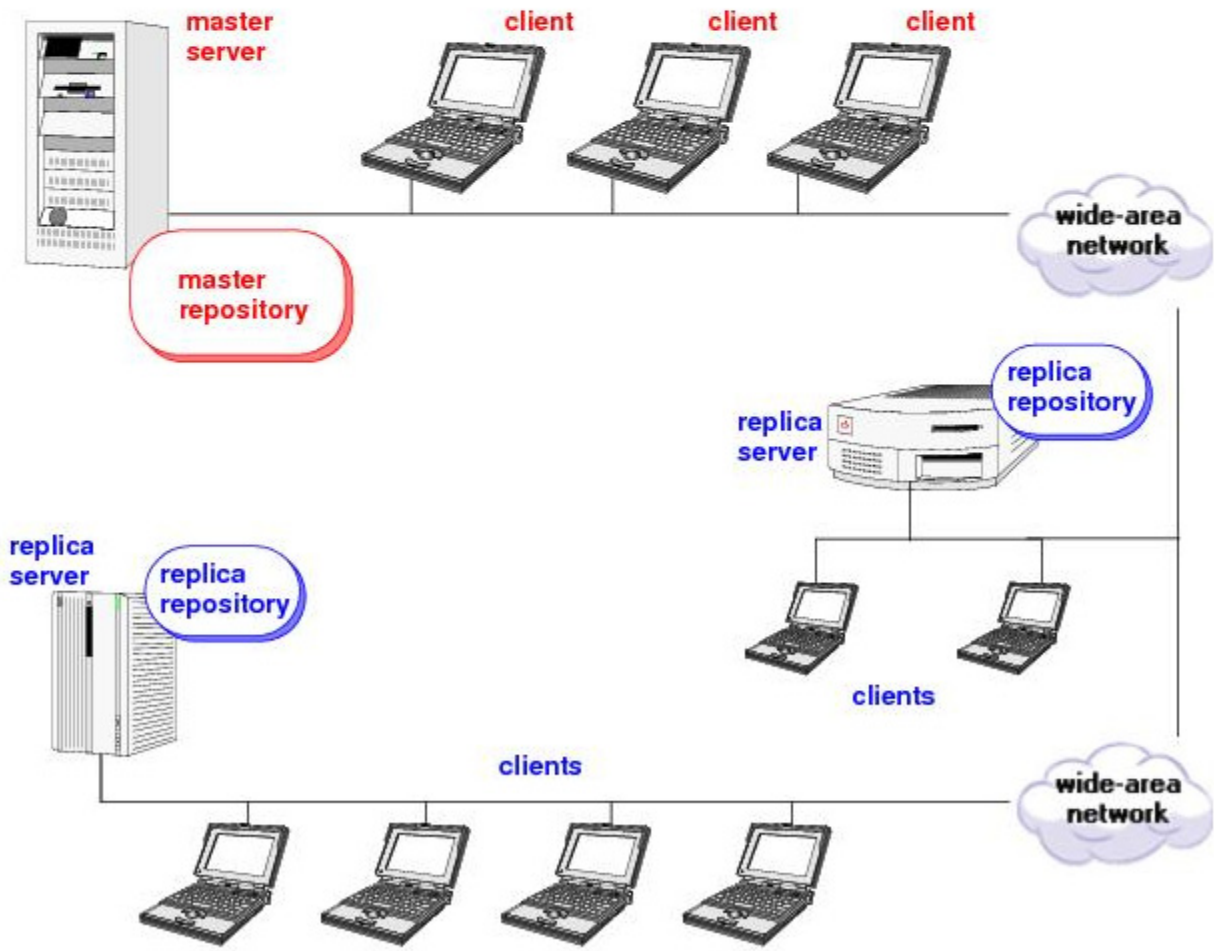 master
server
client
client
client
wide-area
network
master
repository
replica
repository
replica
server
replica
server
replica
repository
clients
clients
wide-area
network